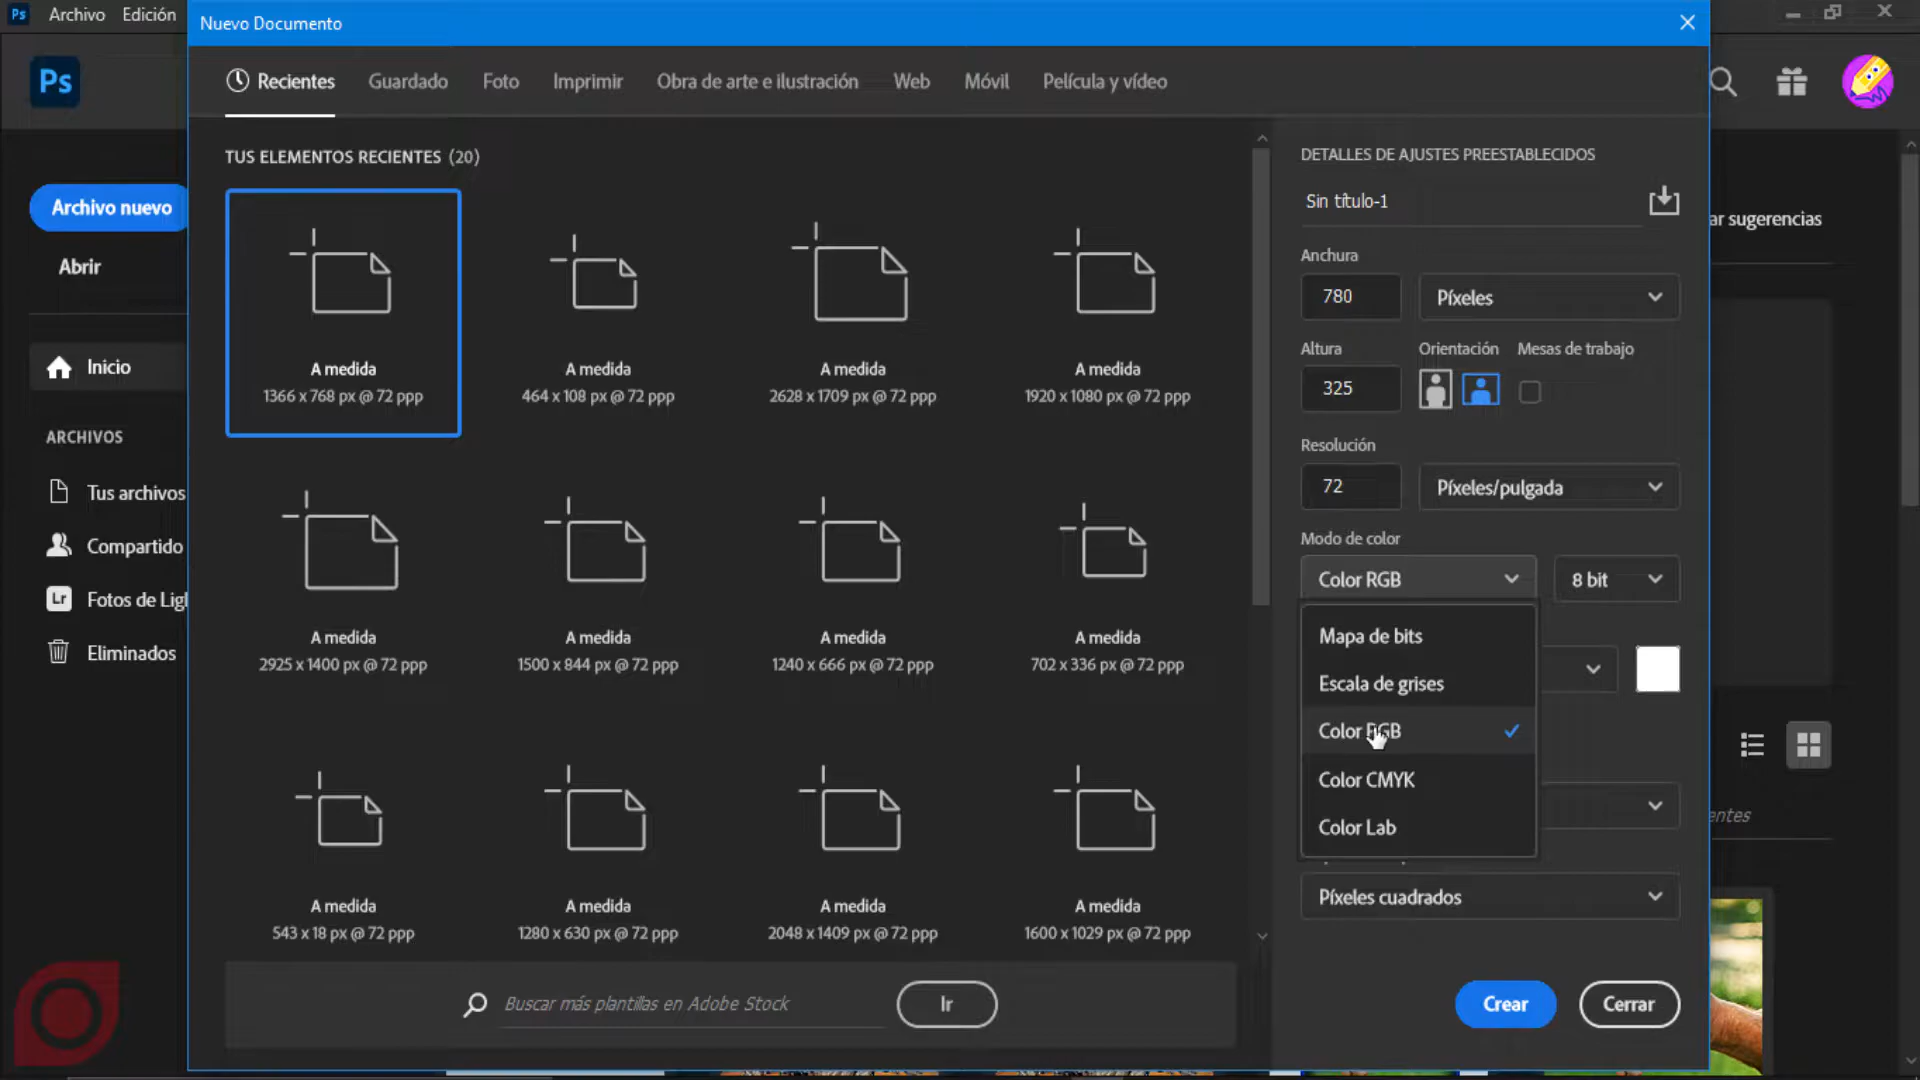 Ps Archivo Edición
Nuevo Documento
Ps
Recientes Guardado Foto Imprimir Obra de arte e ilustración Web Móvil Película y vídeo
TUS ELEMENTOS RECIENTES (20)
DETALLES DE AJUSTES PREESTABLECIDOS
Sin título-1
Archivo nuevo
ar sugerencias
Abrir
Anchura
780 Píxeles
Altura Orientación Mesas de trabajo
325
A medida A medida A medida A medida
1366 x 768 px @ 72 ppp 464 x 108 px @ 72 ppp 2628 x 1709 px @ 72 ppp 1920 x 1080 px @ 72 ppp
Inicio
ARCHIVOS
Tus archivos
Compartido
Lr Fotos de Ligh
Eliminados
Resolución
72 Píxeles/pulgada
Modo de color
Color RGB 8 bit
Mapa de bits
Escala de grises
Color RGB
Color CMYK
Color Lab
A medida A medida A medida A medida
2925 x 1400 px @ 72 ppp 1500 x 844 px @ 72 ppp 1240 x 666 px @ 72 ppp 702 x 336 px @ 72 ppp
entes
Píxeles cuadrados
A medida A medida A medida A medida
543 x 18 px @ 72 ppp 1280 x 630 px @ 72 ppp 2048 x 1409 px @ 72 ppp 1600 x 1029 px @ 72 ppp
Buscar más plantillas en Adobe Stock Ir
Crear Cerrar